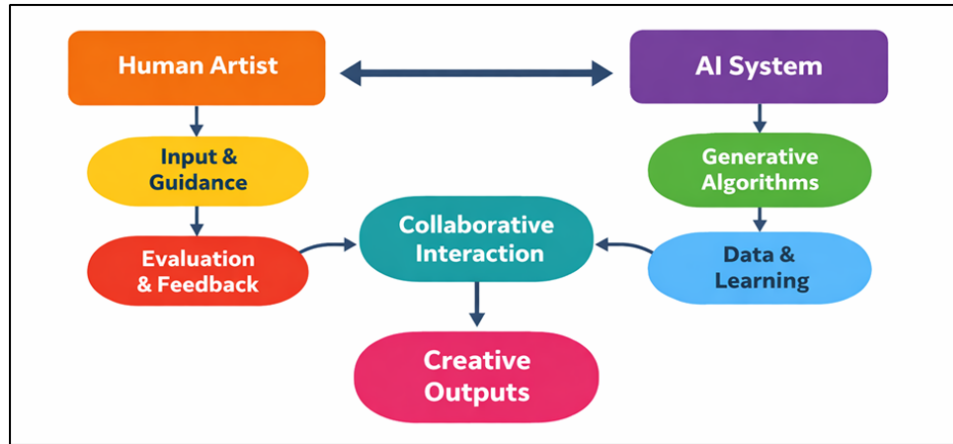 Human Artist
AI System
Input &
Guidance
Generative
Algorithms
Collaborative
Interaction
Evaluation
& Feedback
Data &
Learning
Creative
Outputs